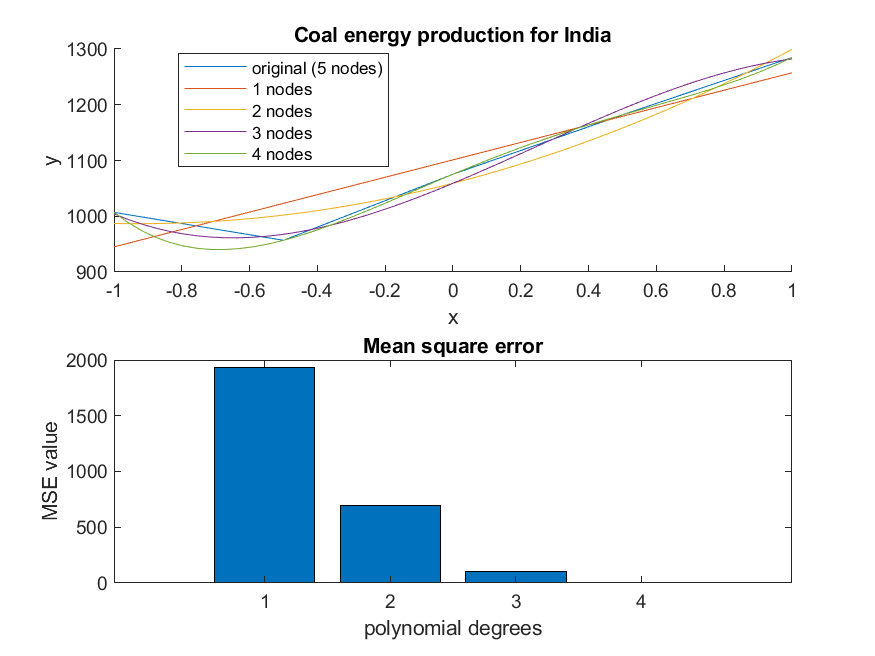 Coal energy production for India
1300
1200
1100
1000
900
y
original (5 nodes)
1 nodes
2 nodes
3 nodes
4 nodes
-1 -0.8 -0.6 -0.4 -0.2 0 0.2 0.4 0.6 0.8 1
x
Mean square error
2000
1500
1000
500
0
MSE value
1 2 3 4
polynomial degrees